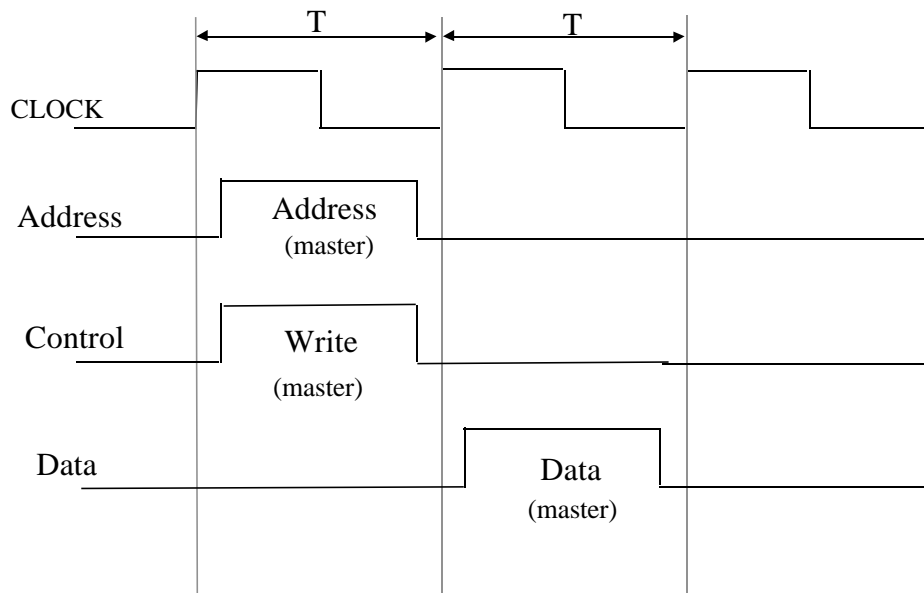 T T
CLOCK
Address
Address
(master)
Control
Write
(master)
Data
Data
(master)